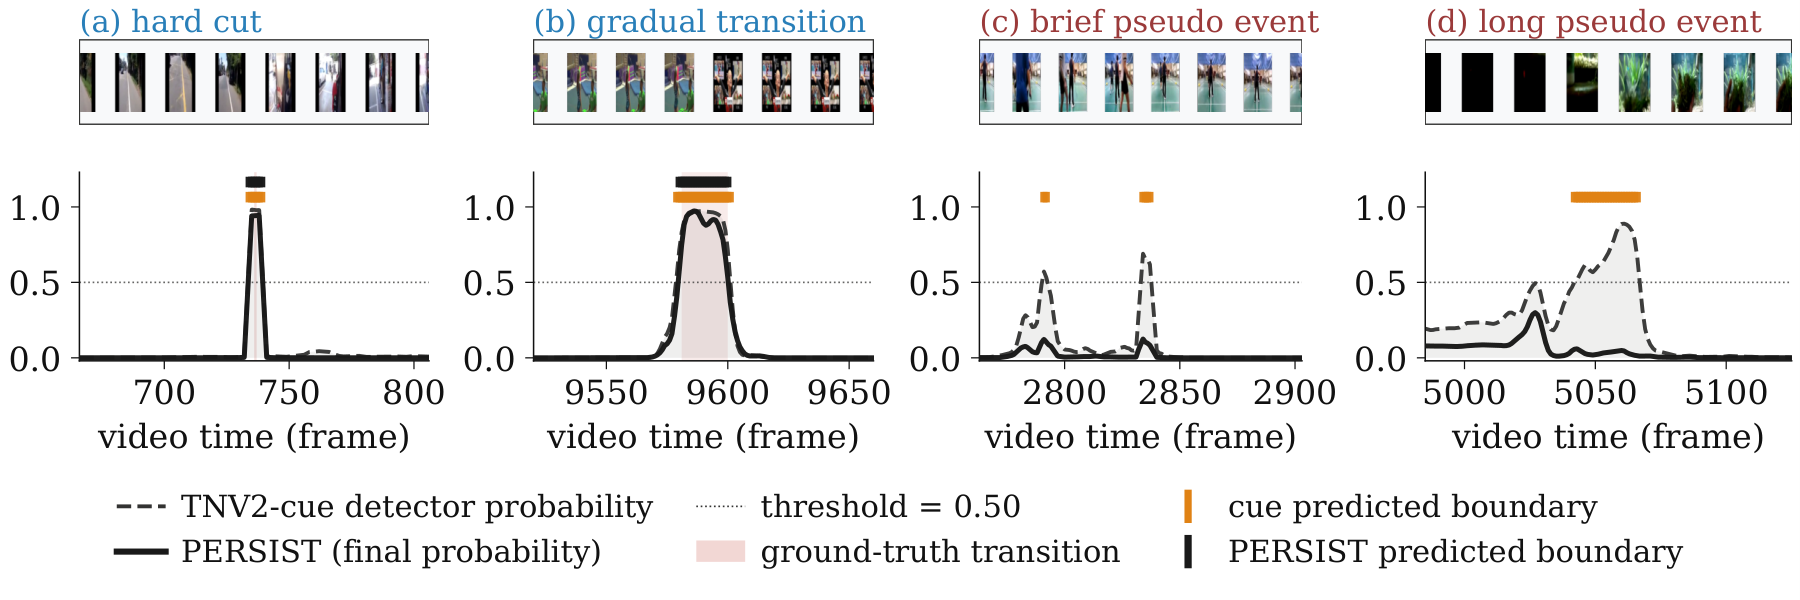 (a) hard cut
(b) gradual transition
(c) brief pseudo event
(d) long pseudo event
1.0
0.5
0.0
700 750 800
video time (frame)
1.0
0.5
0.0
9550 9600 9650
video time (frame)
1.0
0.5
0.0
2800 2850 2900
video time (frame)
1.0
0.5
0.0
5000 5050 5100
video time (frame)
TNV2-cue detector probability
PERSIST (final probability)
threshold = 0.50
ground-truth transition
cue predicted boundary
PERSIST predicted boundary